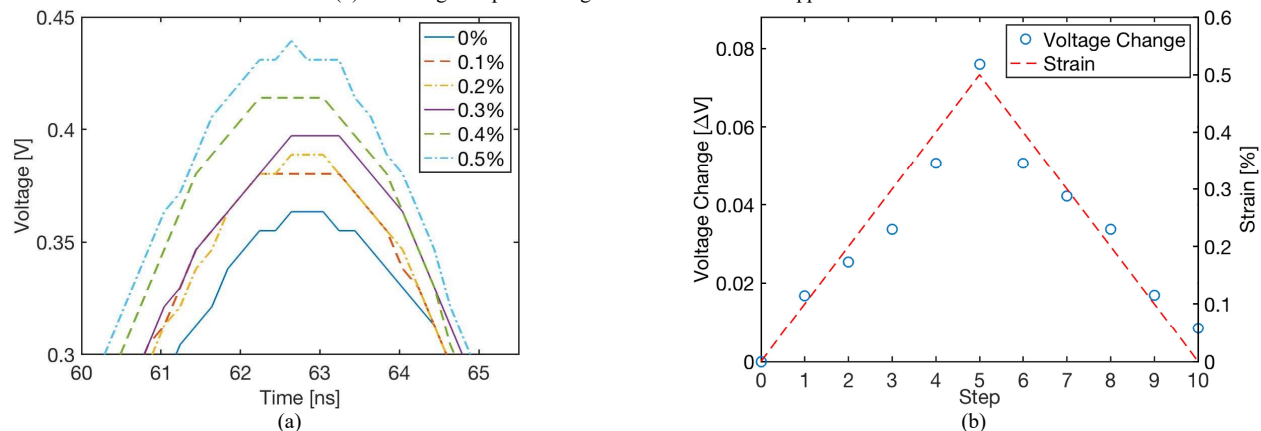 0.45
0.4
0.35
0.3
Voltage [V]
0%
0.1%
0.2%
0.3%
0.4%
0.5%
60 61 62 63 64 65
Time [ns]
(a)
0.08
0.06
0.04
0.02
0
Voltage Change [ΔV]
Voltage Change
Strain
0.6
0.5
0.4
0.3
0.2
0.1
0
Strain [%]
0 1 2 3 4 5 6 7 8 9 10
Step
(b)